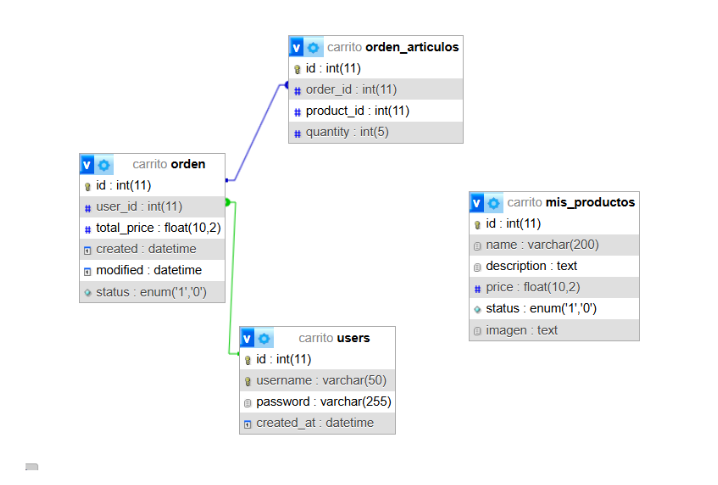 v carrito orden_articulos
id : int(11)
# order_id : int(11)
# product_id : int(11)
# quantity : int(5)
v carrito orden
id : int(11)
# user_id : int(11)
# total_price : float(10,2)
created : datetime
modified : datetime
status : enum('1','0')
v carrito mis_productos
id : int(11)
name : varchar(200)
description : text
# price : float(10,2)
status : enum('1','0')
imagen : text
v carrito users
id : int(11)
username : varchar(50)
password : varchar(255)
created_at : datetime